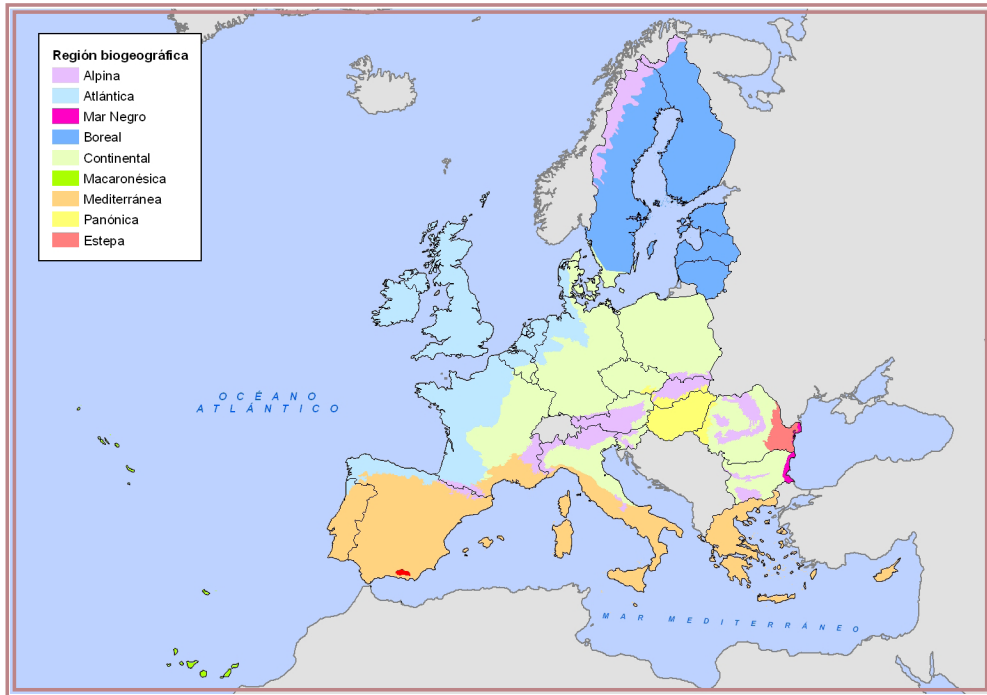 Región biogeográfica
Alpina
Atlántica
Mar Negro
Boreal
Continental
Macaronésica
Mediterránea
Panónica
Estepa
OCÉANO
ATLÁNTICO
MAR MEDITERRÁNEO